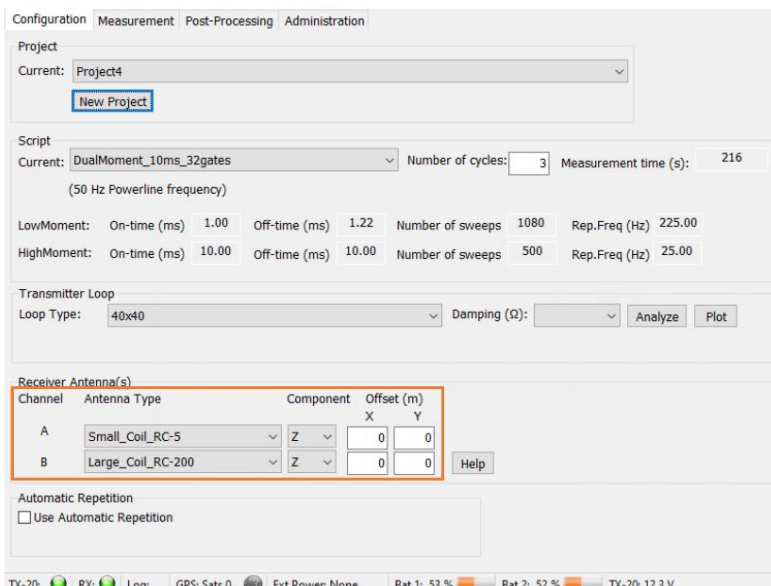 Configuration Measurement Post-Processing Administration
Project
Current: Project4
New Project
Script
Current: DualMoment_10ms_32gates Number of cycles: 3 Measurement time (s): 216
(50 Hz Powerline frequency)
LowMoment: On-time (ms) 1.00 Off-time (ms) 1.22 Number of sweeps 1080 Rep.Freq (Hz) 225.00
HighMoment: On-time (ms) 10.00 Off-time (ms) 10.00 Number of sweeps 500 Rep.Freq (Hz) 25.00
Transmitter Loop
Loop Type: 40x40 Damping (Ω): Analyze Plot
Receiver Antenna(s)
Channel Antenna Type Component Offset (m)
X Y
A Small_Coil_RC-5 Z 0 0
B Large_Coil_RC-200 Z 0 0 Help
Automatic Repetition
Use Automatic Repetition
TX-20: RX: Log: GPS: Sats 0 Ext Power: None Bat 1: 53 % Bat 2: 52 % TX-20: 12.3 V